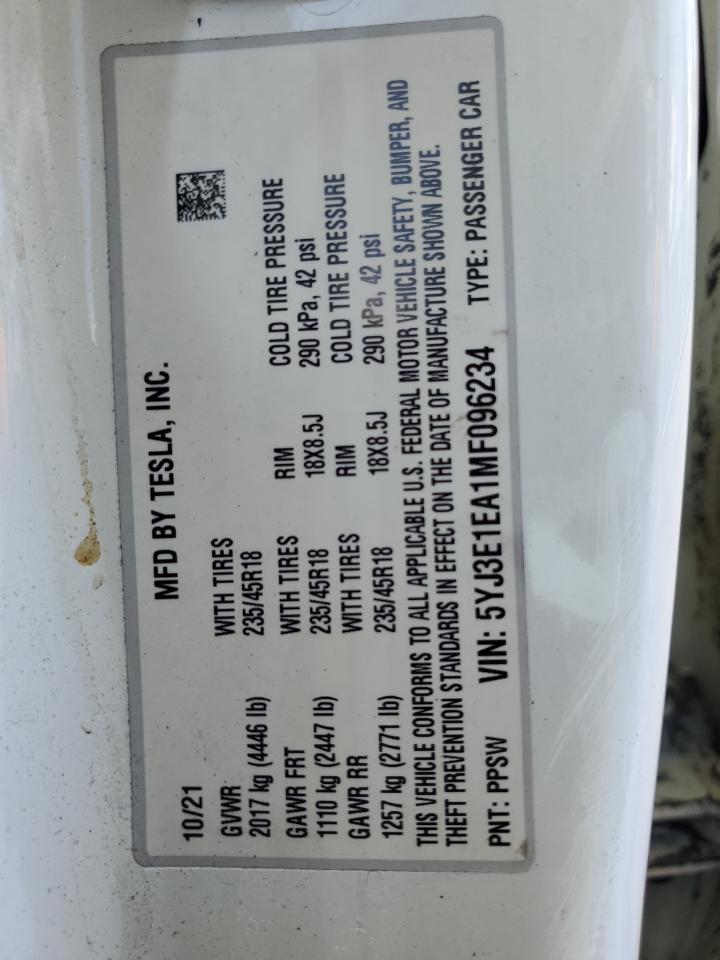 MFD BY TESLA, INC.
10/21
GVWR WITH TIRES
2017 kg (4446 lb) 235/45R18
GAWR FRT WITH TIRES RIM COLD TIRE PRESSURE
1110 kg (2447 lb) 235/45R18 18X8.5J 290 kPa, 42 psi
GAWR RR WITH TIRES RIM COLD TIRE PRESSURE
1257 kg (2771 lb) 235/45R18 18X8.5J 290 kPa, 42 psi
THIS VEHICLE CONFORMS TO ALL APPLICABLE U.S. FEDERAL MOTOR VEHICLE SAFETY, BUMPER, AND
THEFT PREVENTION STANDARDS IN EFFECT ON THE DATE OF MANUFACTURE SHOWN ABOVE.
PNT: PPSW VIN: 5YJ3E1EA1MF096234 TYPE: PASSENGER CAR